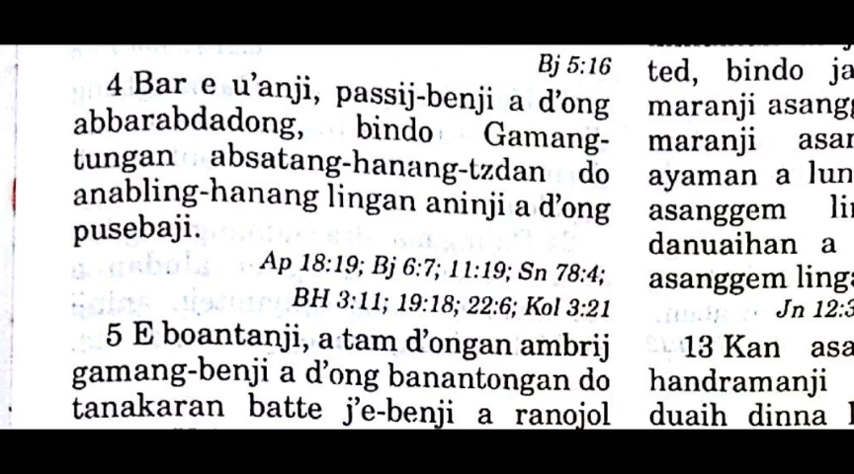 Bj 5:16
4 Bar e u'anji, passij-benji a d'ong
abbarabdadong, bindo Gamang-
tungan absatang-hanang-tzdan do
anabling-hanang lingan aninji a d'ong
pusebaji.
Ap 18:19; Bj 6:7; 11:19; Sn 78:4;
BH 3:11; 19:18; 22:6; Kol 3:21
5 E boantanji, a tam d'ongan ambrij
gamang-benji a d'ong banantongan do
tanakaran batte j'e-benji a ranojol
ted, bindo
maranji
maranji
ayaman a
asanggem
danuaihan a
asanggem
Jn
13 Kan
handramanji
duaih dinna